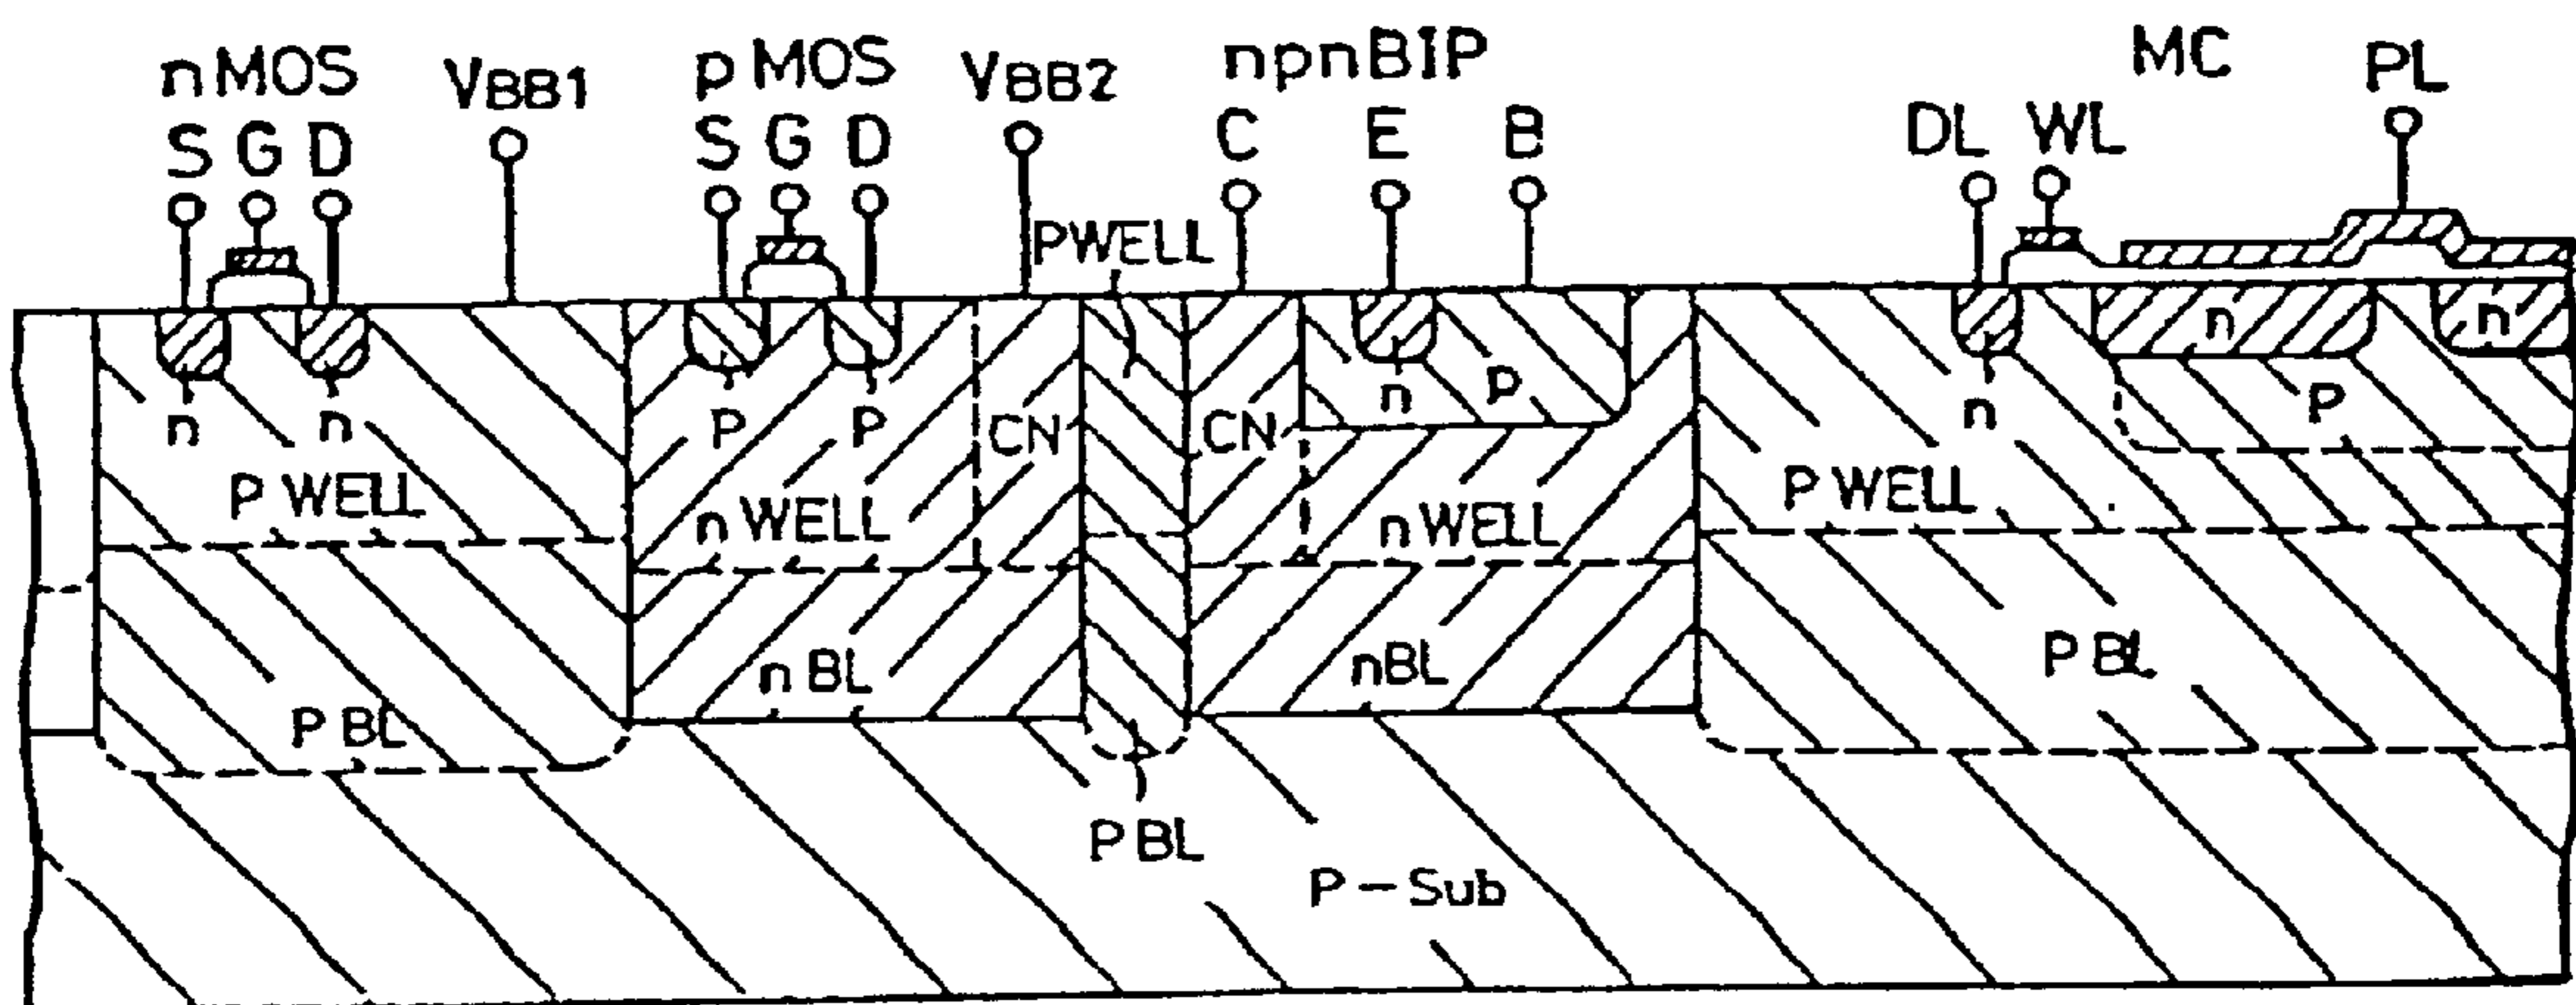 nMOS VBB1 pMOS VBB2 npnBIP MC PL
S G D S G D C E B DL WL
PWELL
n n P P CN CN n P n n n P
P WELL n WELL n WELL P WELL
P BL n BL nBL P BL
P BL
P-Sub